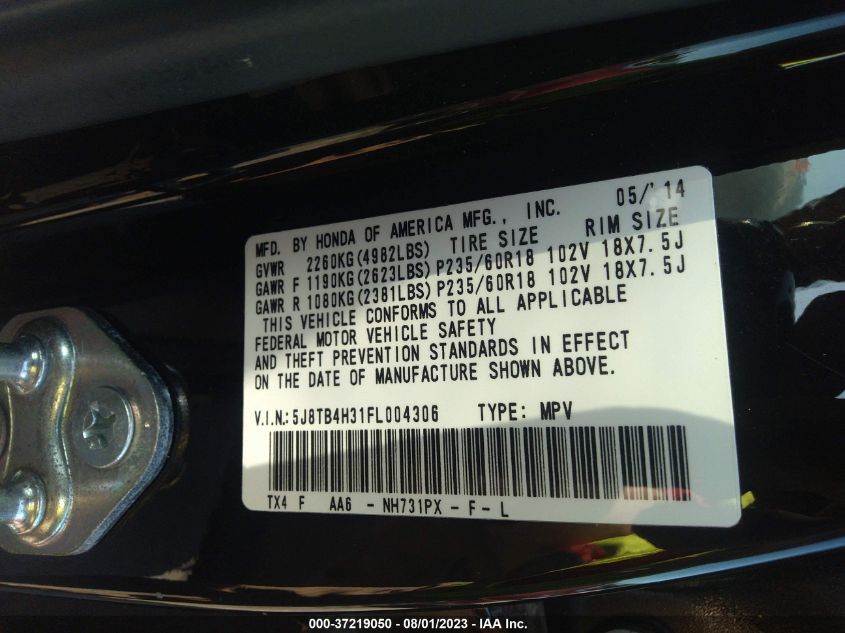 MFD. BY HONDA OF AMERICA MFG., INC. 05/'14
GVWR 2260KG(4982LBS) TIRE SIZE RIM SIZE
GAWR F 1190KG(2623LBS) P235/60R18 102V 18X7.5J
GAWR R 1080KG(2381LBS) P235/60R18 102V 18X7.5J
THIS VEHICLE CONFORMS TO ALL APPLICABLE
FEDERAL MOTOR VEHICLE SAFETY
AND THEFT PREVENTION STANDARDS IN EFFECT
ON THE DATE OF MANUFACTURE SHOWN ABOVE.
V.I.N.:5J8TB4H31FL004306 TYPE: MPV
TX4 F AA6 - NH731PX - F - L
000-37219050 - 08/01/2023 - IAA Inc.